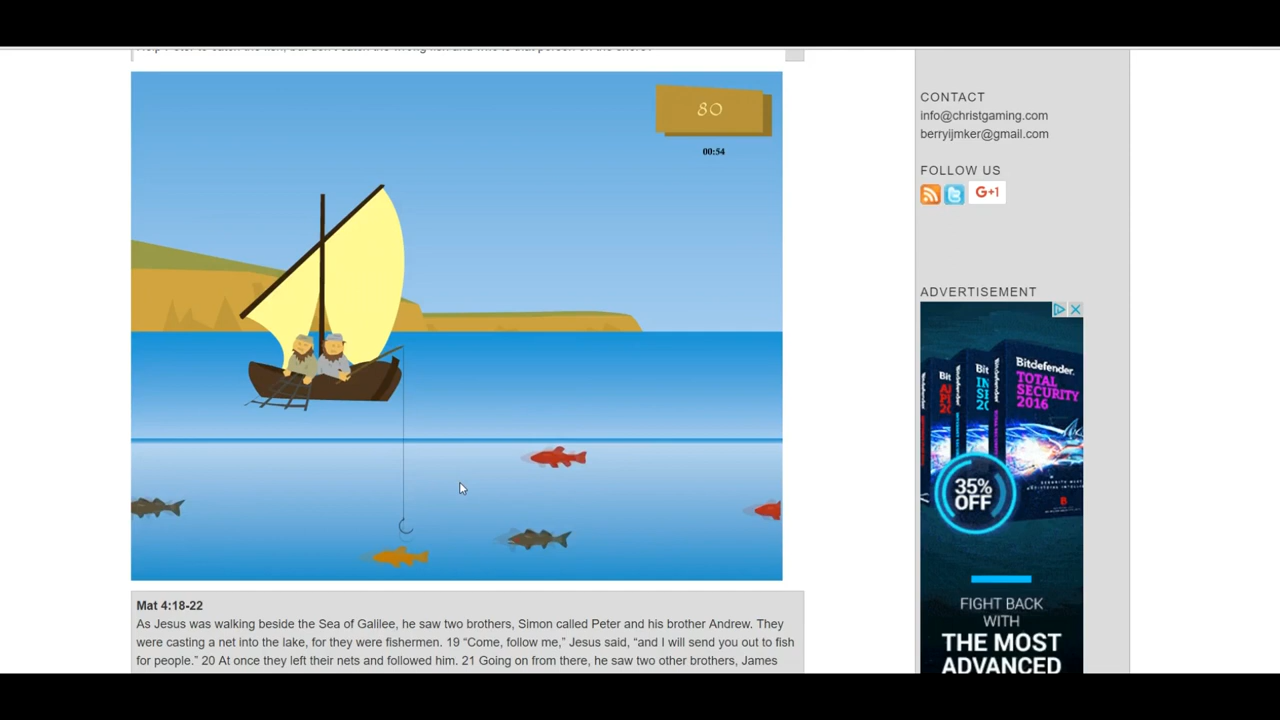 80
00:54
Mat 4:18-22
As Jesus was walking beside the Sea of Galilee, he saw two brothers, Simon called Peter and his brother Andrew. They
were casting a net into the lake, for they were fishermen. 19 “Come, follow me,” Jesus said, “and I will send you out to fish
for people.” 20 At once they left their nets and followed him. 21 Going on from there, he saw two other brothers, James
CONTACT
info@christgaming.com
berryijmker@gmail.com
FOLLOW US
G+1
ADVERTISEMENT
Bitdefender.
TOTAL
SECURITY
2016
35%
OFF
FIGHT BACK
WITH
THE MOST
ADVANCED